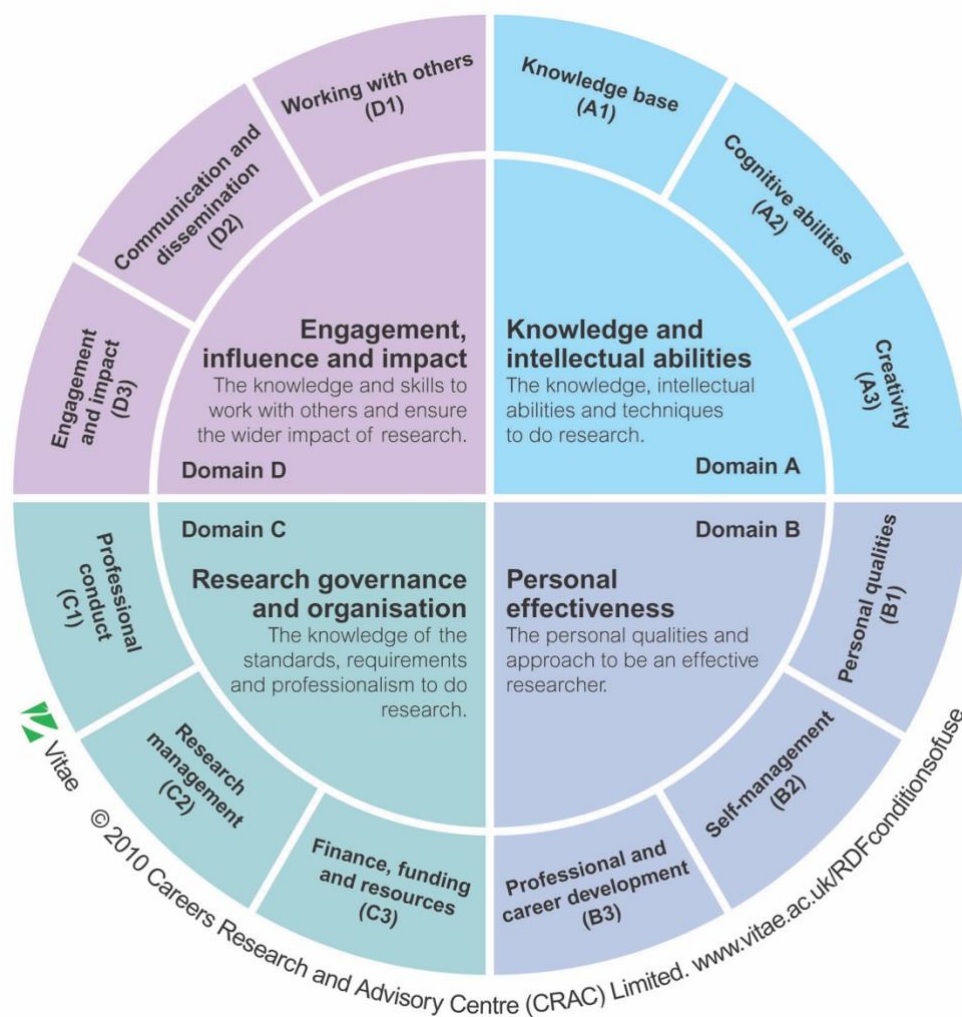 Working with others
(D1)
Knowledge base
(A1)
Communication and
dissemination
(D2)
Cognitive abilities
(A2)
Engagement
and impact
(D3)
Creativity
(A3)
Engagement,
influence and impact
The knowledge and skills to
work with others and ensure
the wider impact of research.
Domain D
Knowledge and
intellectual abilities
The knowledge, intellectual
abilities and techniques
to do research.
Domain A
Domain C
Research governance
and organisation
The knowledge of the
standards, requirements
and professionalism to do
research.
Domain B
Personal
effectiveness
The personal qualities and
approach to be an effective
researcher.
Professional
conduct
(C1)
Personal qualities
(B1)
Research
management
(C2)
Self-management
(B2)
Finance, funding
and resources
(C3)
Professional and
career development
(B3)
Vitae © 2010 Careers Research and Advisory Centre (CRAC) Limited. www.vitae.ac.uk/RDFconditionsofuse